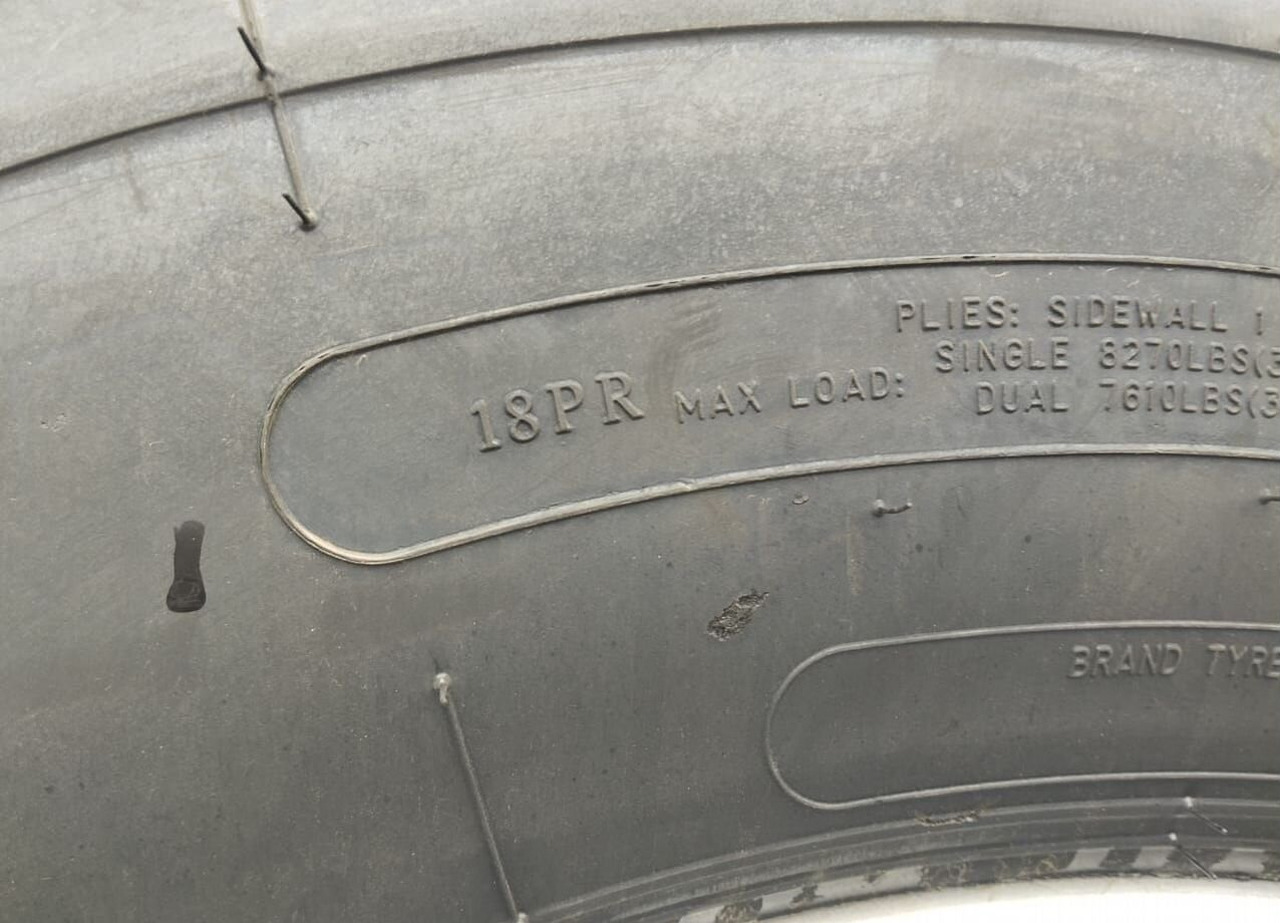 PLIES: SIDEWALL 1
18PR MAX LOAD: SINGLE 8270LBS(3
DUAL 7610LBS(3
BRAND TYRE